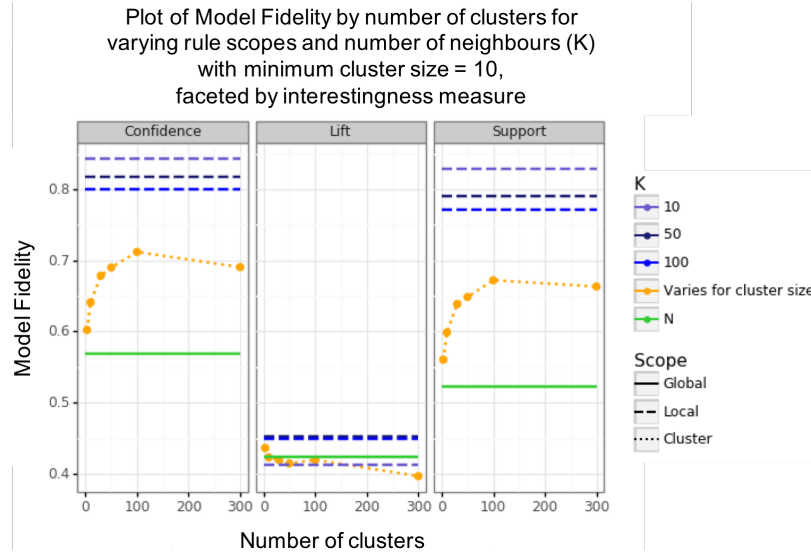 Plot of Model Fidelity by number of clusters for
varying rule scopes and number of neighbours (K)
with minimum cluster size = 10,
faceted by interestingness measure
Confidence Lift Support
Model Fidelity
0.8
0.7
0.6
0.5
0.4
0 100 200 300 0 100 200 300 0 100 200 300
Number of clusters
K
10
50
100
Varies for cluster size
N
Scope
Global
Local
Cluster